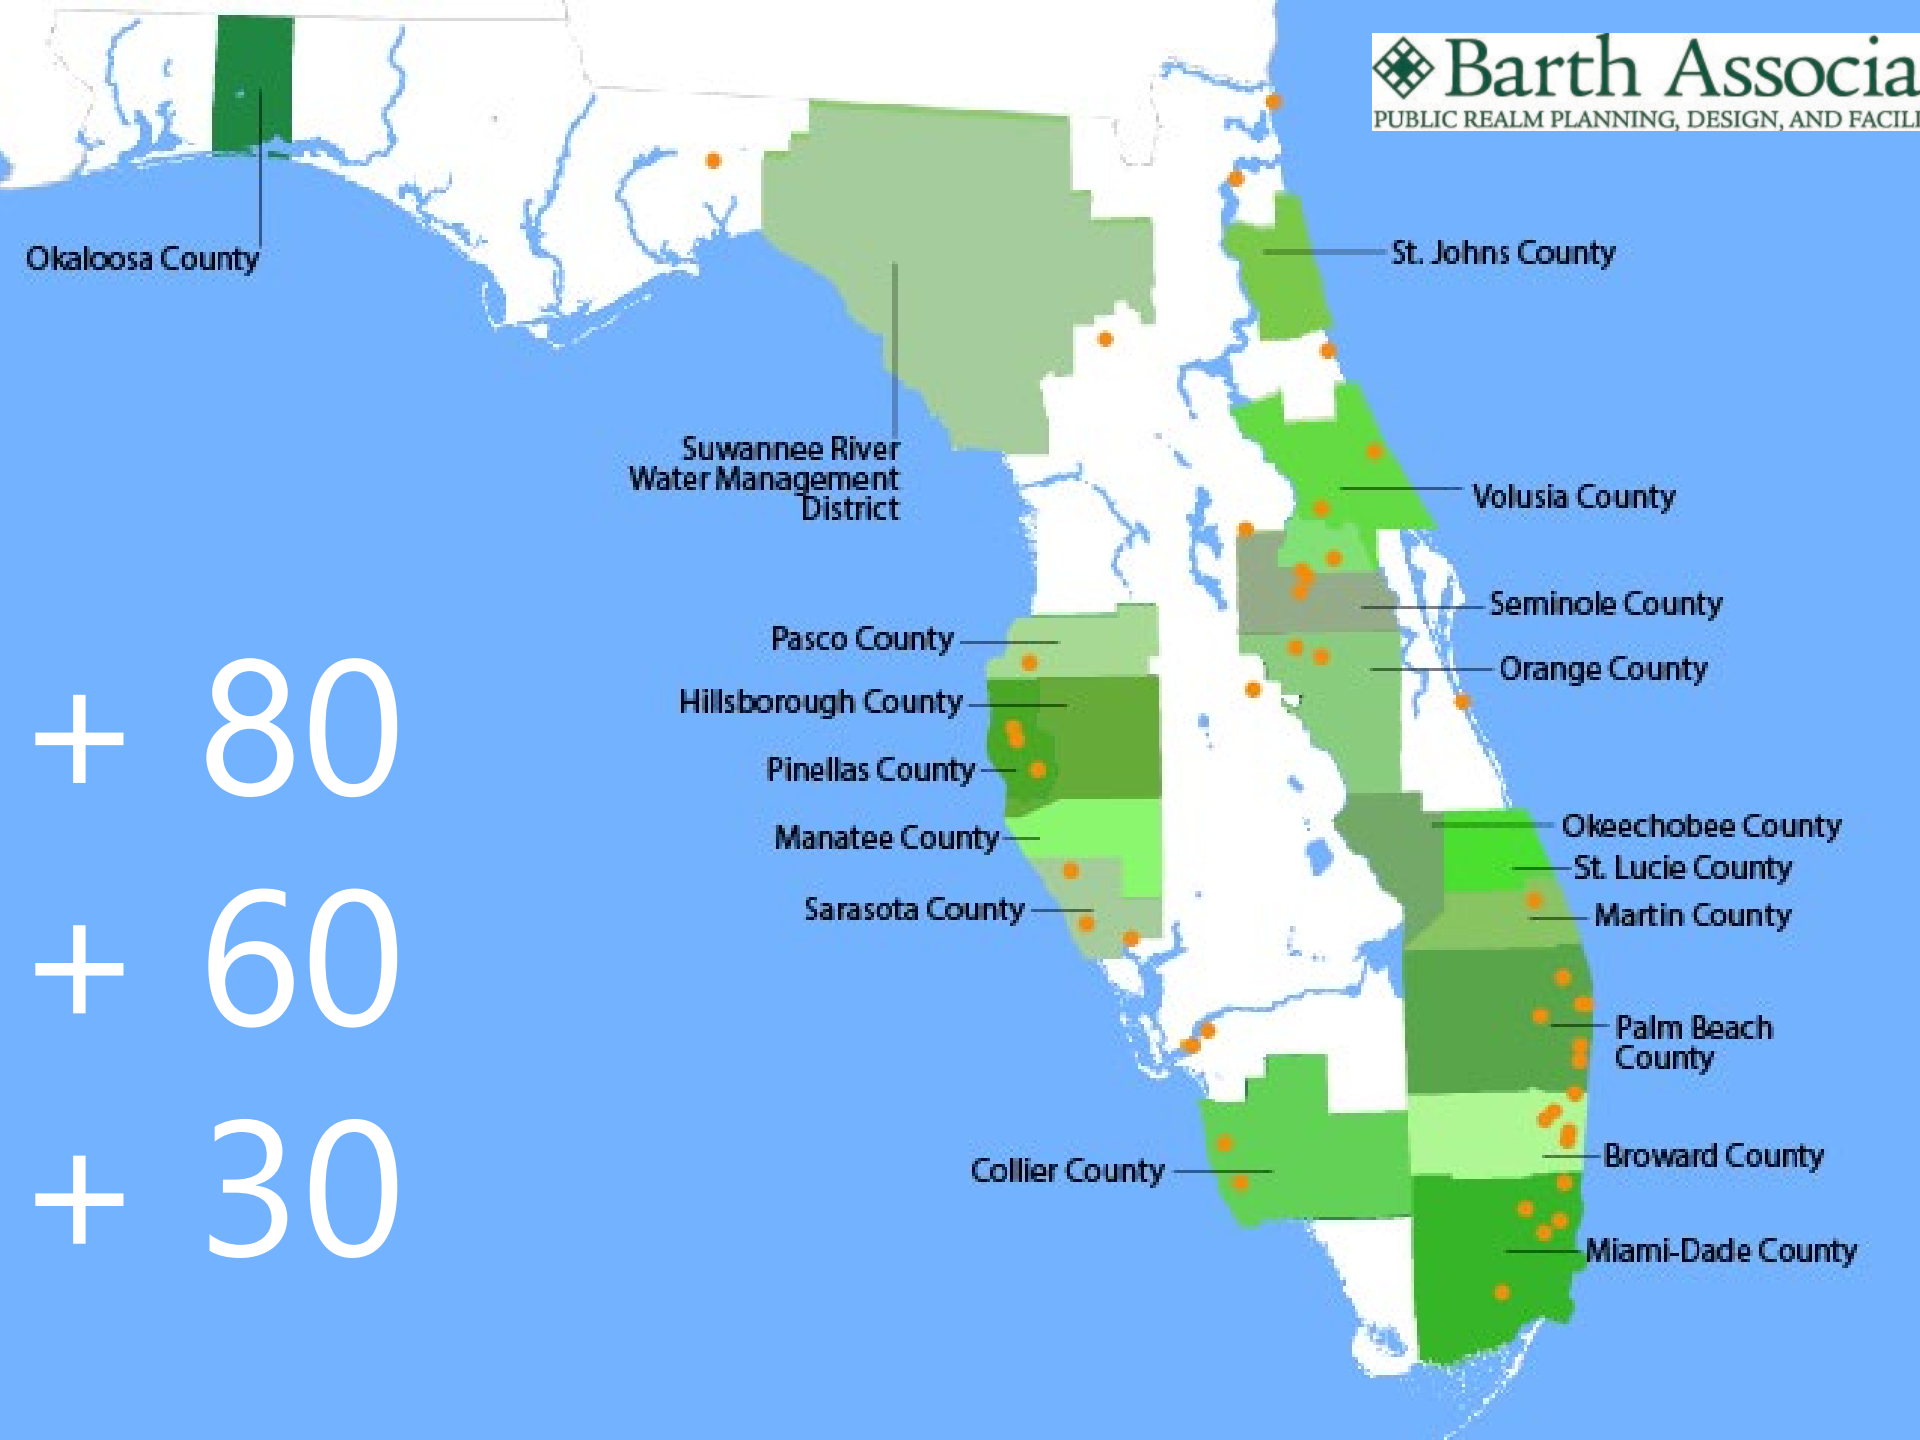 Barth Associa
PUBLIC REALM PLANNING, DESIGN, AND FACILI
Okaloosa County
St. Johns County
Suwannee River
Water Management
District
Volusia County
Seminole County
Pasco County
Orange County
Hillsborough County
Pinellas County
Okeechobee County
Manatee County
St. Lucie County
Sarasota County
Martin County
Palm Beach
County
Broward County
Collier County
Miami-Dade County
+ 80
+ 60
+ 30